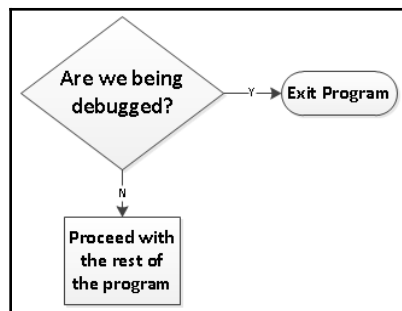 Are we being
debugged?
Y
Exit Program
N
Proceed with
the rest of
the program